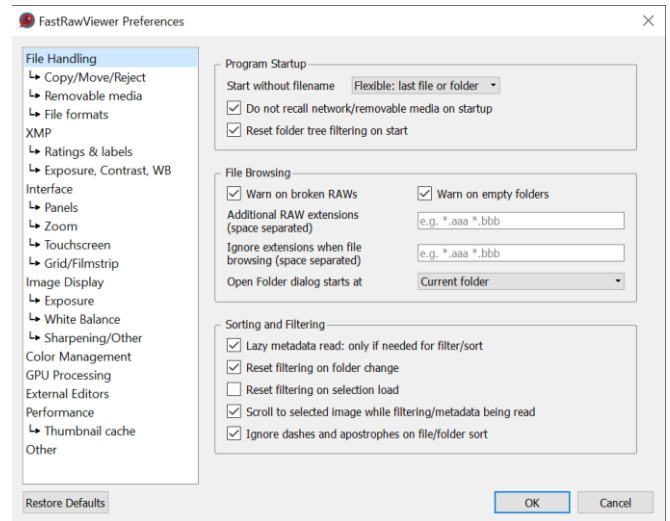 FastRawViewer Preferences
File Handling
Copy/Move/Reject
Removable media
File formats
XMP
Ratings & labels
Exposure, Contrast, WB
Interface
Panels
Zoom
Touchscreen
Grid/Filmstrip
Image Display
Exposure
White Balance
Sharpening/Other
Color Management
GPU Processing
External Editors
Performance
Thumbnail cache
Other
Program Startup
Start without filename Flexible: last file or folder
Do not recall network/removable media on startup
Reset folder tree filtering on start
File Browsing
Warn on broken RAWs Warn on empty folders
Additional RAW extensions
(space separated) e.g. *.aaa *.bbb
Ignore extensions when file
browsing (space separated) e.g. *.aaa *.bbb
Open Folder dialog starts at Current folder
Sorting and Filtering
Lazy metadata read: only if needed for filter/sort
Reset filtering on folder change
Reset filtering on selection load
Scroll to selected image while filtering/metadata being read
Ignore dashes and apostrophes on file/folder sort
Restore Defaults OK Cancel